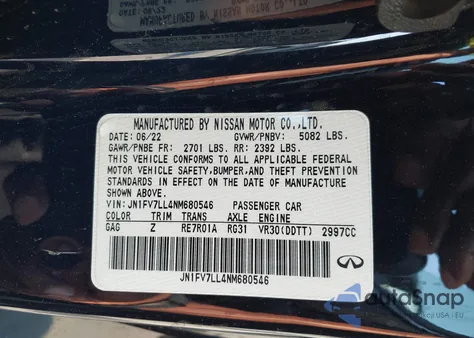 MANUFACTURED BY NISSAN MOTOR CO.,LTD.
DATE: 06/22 GVWR/PNBV: 5082 LBS.
GAWR/PNBE FR: 2701 LBS. RR: 2392 LBS.
THIS VEHICLE CONFORMS TO ALL APPLICABLE FEDERAL
MOTOR VEHICLE SAFETY,BUMPER,AND THEFT PREVENTION
STANDARDS IN EFFECT ON THE DATE OF MANUFACTURE
SHOWN ABOVE.
VIN: JN1FV7LL4NM680546 PASSENGER CAR
COLOR TRIM TRANS AXLE ENGINE
GAG Z RE7R01A RG31 VR30(DDTT) 2997CC
JN1FV7LL4NM680546
autoSnap